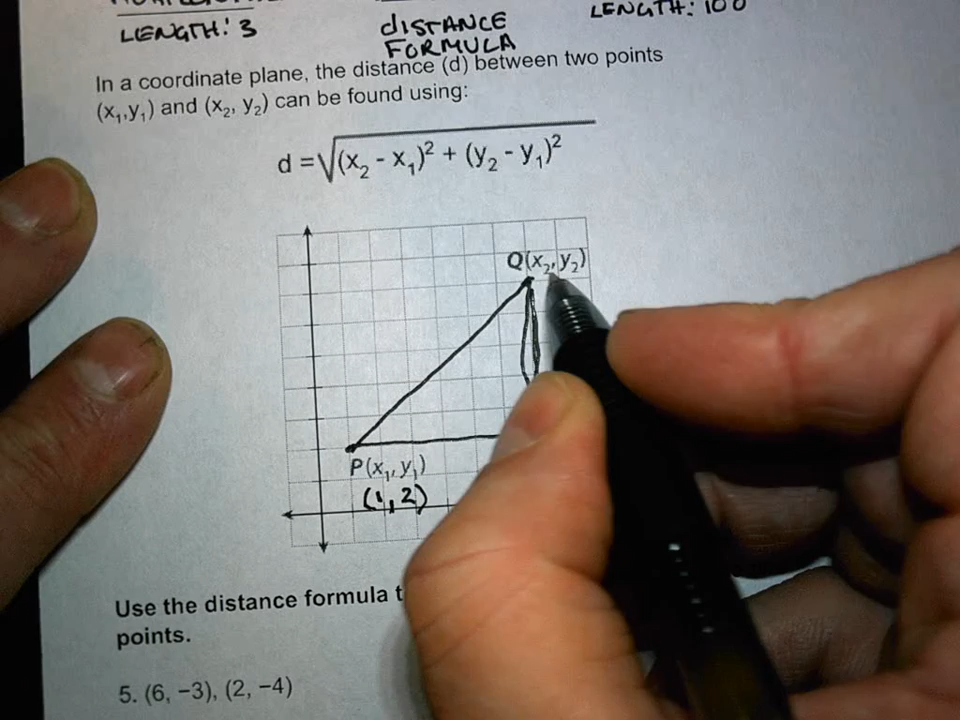 LENGTH: 3
DISTANCE
FORMULA
LENGTH: 100
In a coordinate plane, the distance (d) between two points
(x₁,y₁) and (x₂, y₂) can be found using:
d = √(x₂ - x₁)² + (y₂ - y₁)²
Q(x₂,y₂)
P(x₁,y₁)
(1,2)
Use the distance formula
points.
5. (6, −3), (2, −4)